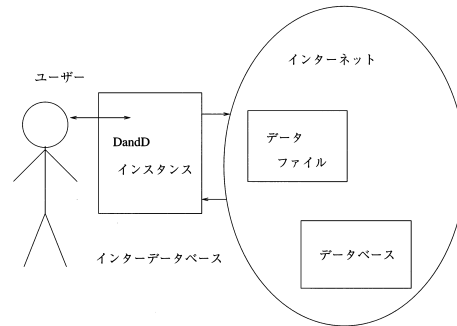 インターネット
ユーザー
DandD
インスタンス
データ
ファイル
データベース
インターデータベース